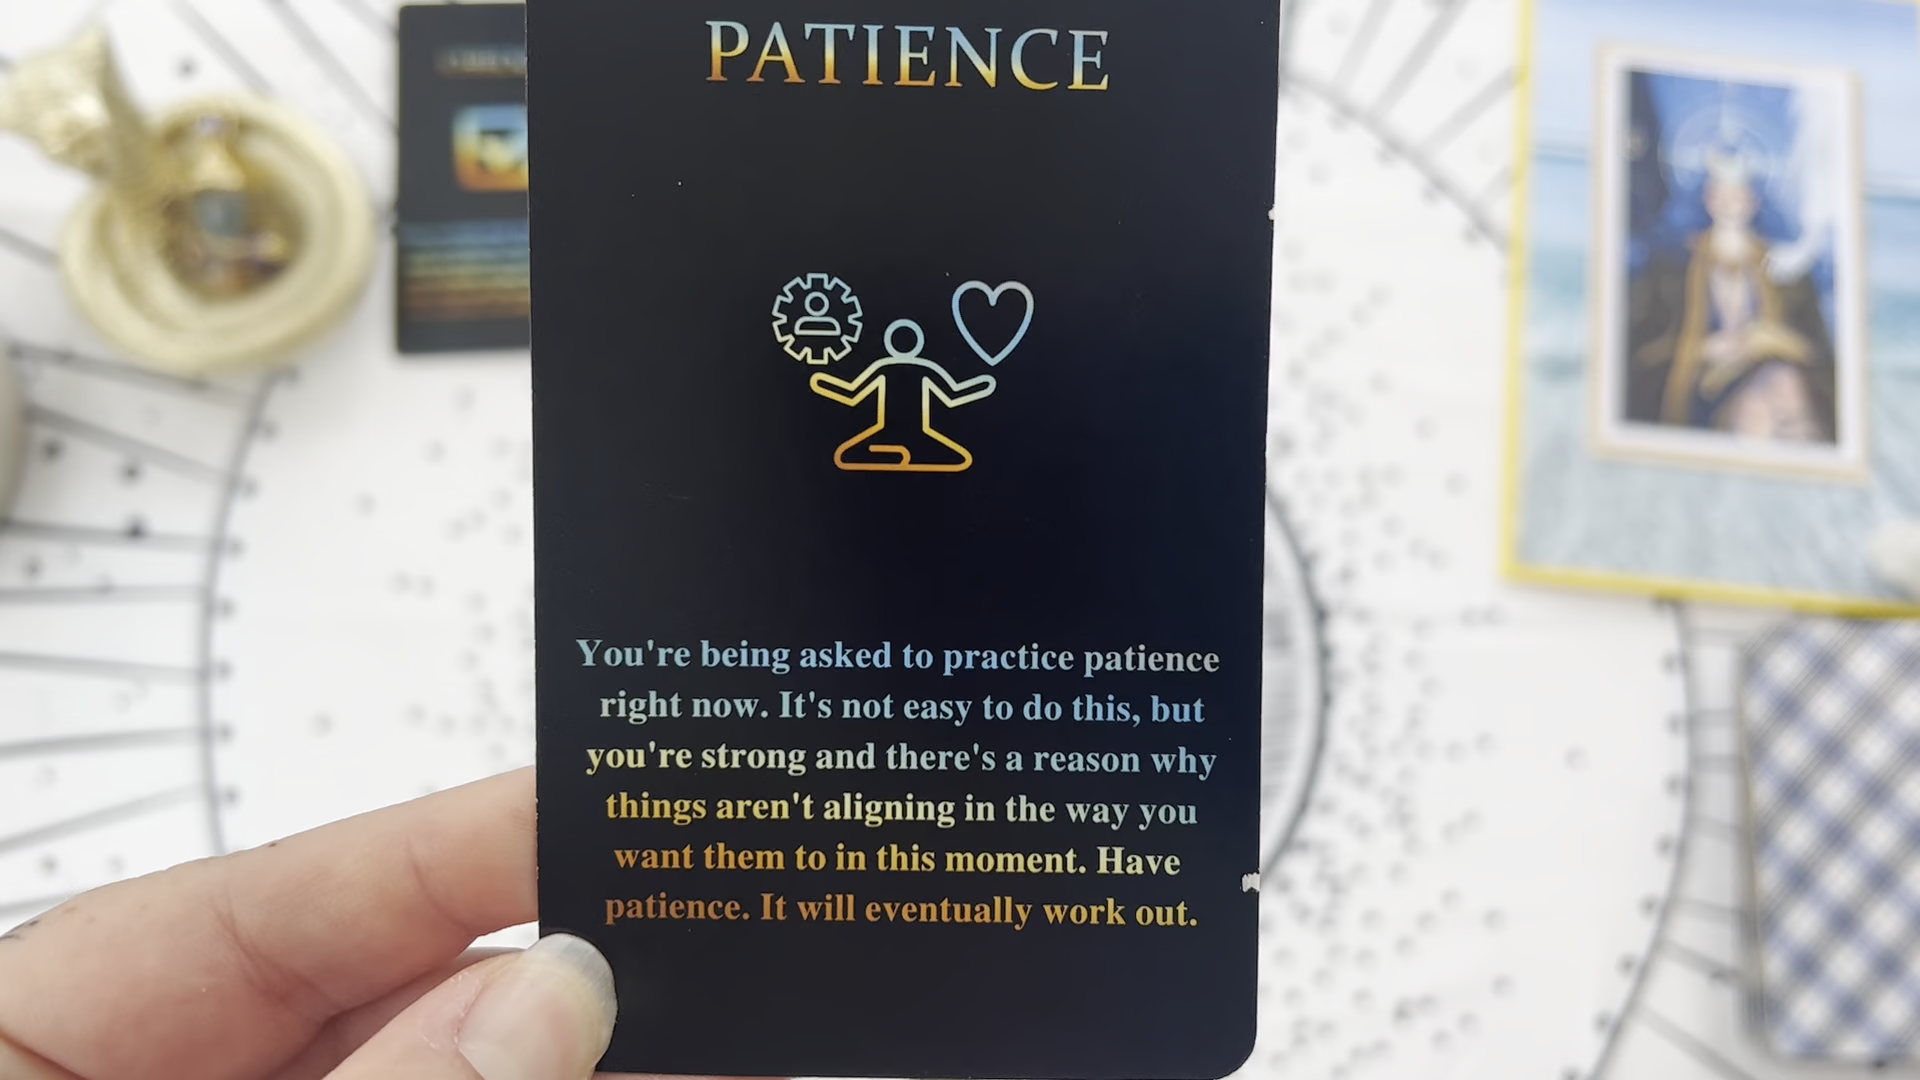 PATIENCE
You're being asked to practice patience
right now. It's not easy to do this, but
you're strong and there's a reason why
things aren't aligning in the way you
want them to in this moment. Have
patience. It will eventually work out.